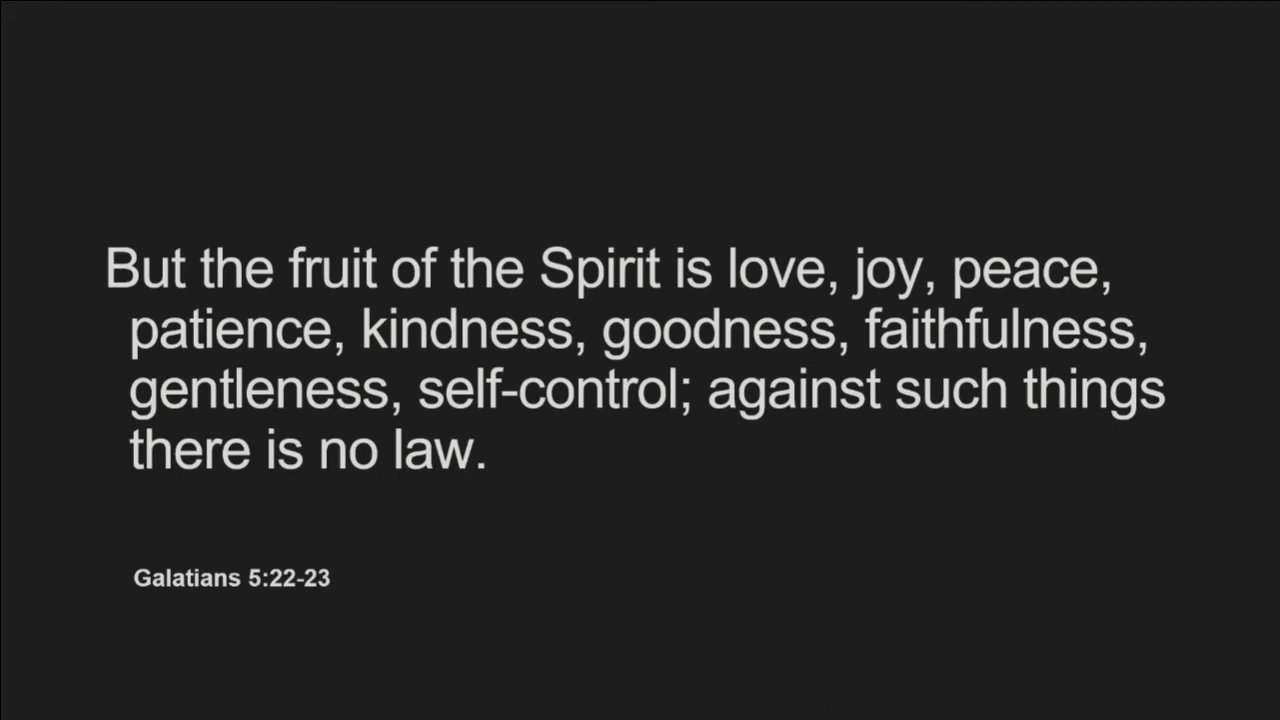 But the fruit of the Spirit is love, joy, peace,
patience, kindness, goodness, faithfulness,
gentleness, self-control; against such things
there is no law.
Galatians 5:22-23